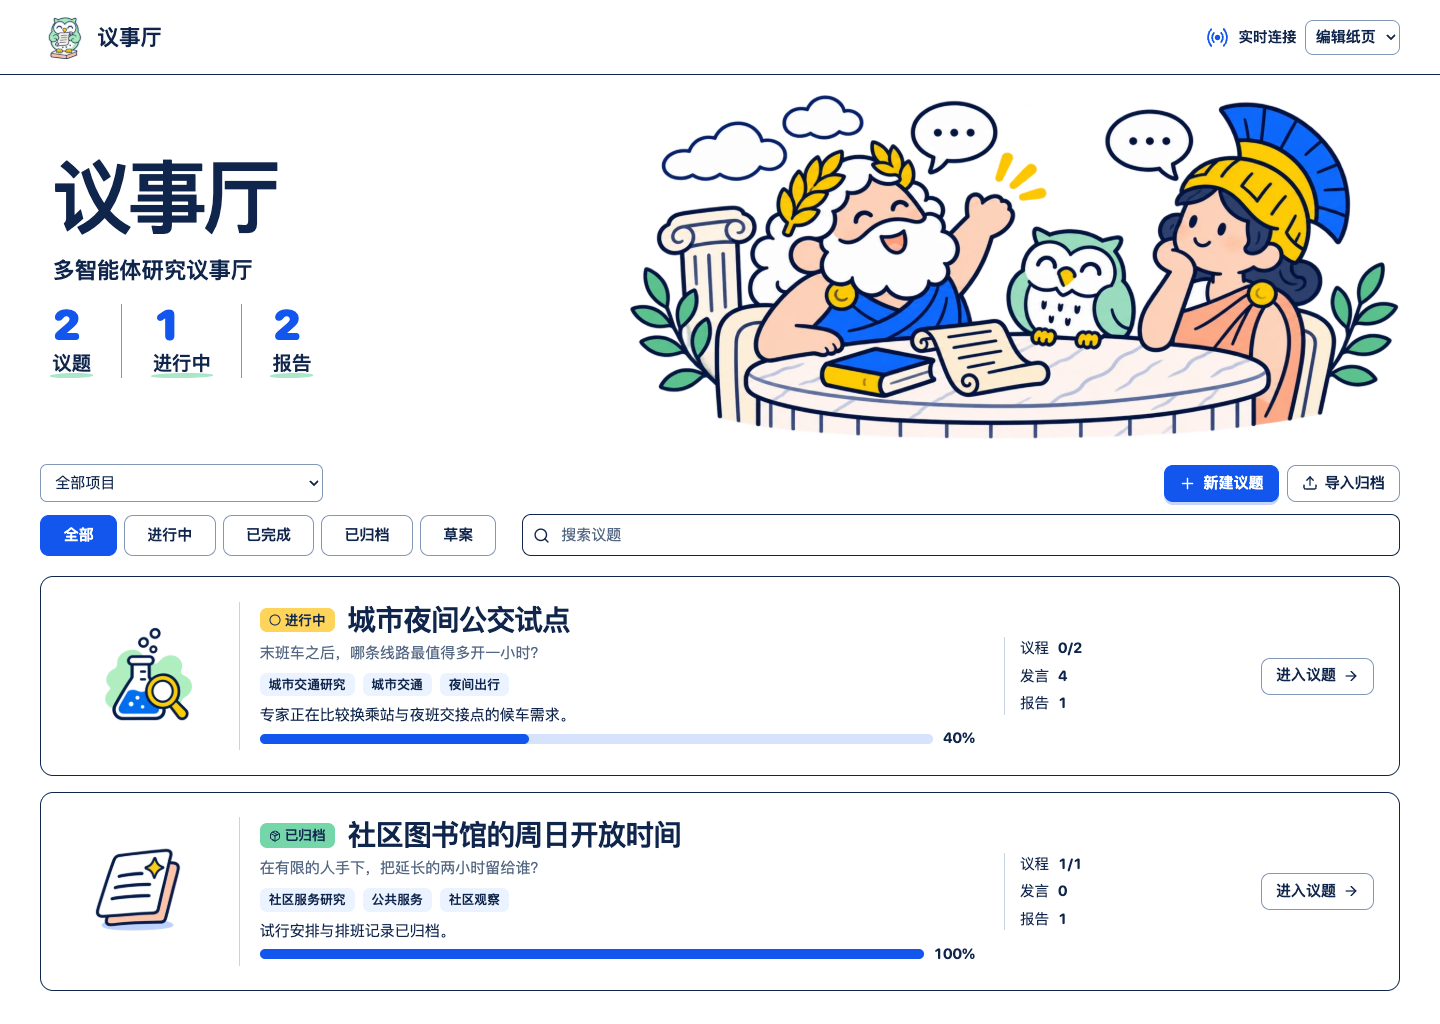 议事厅
实时连接
编辑纸页
议事厅
多智能体研究议事厅
2 1 2
议题 进行中 报告
全部项目
新建议题
导入归档
全部 进行中 已完成 已归档 草案
搜索议题
进行中 城市夜间公交试点
末班车之后，哪条线路最值得多开一小时？
城市交通研究 城市交通 夜间出行
专家正在比较换乘站与夜班交接点的候车需求。
40%
议程 0/2
发言 4
报告 1
进入议题
已归档 社区图书馆的周日开放时间
在有限的人手下，把延长的两小时留给谁？
社区服务研究 公共服务 社区观察
试行安排与排班记录已归档。
100%
议程 1/1
发言 0
报告 1
进入议题